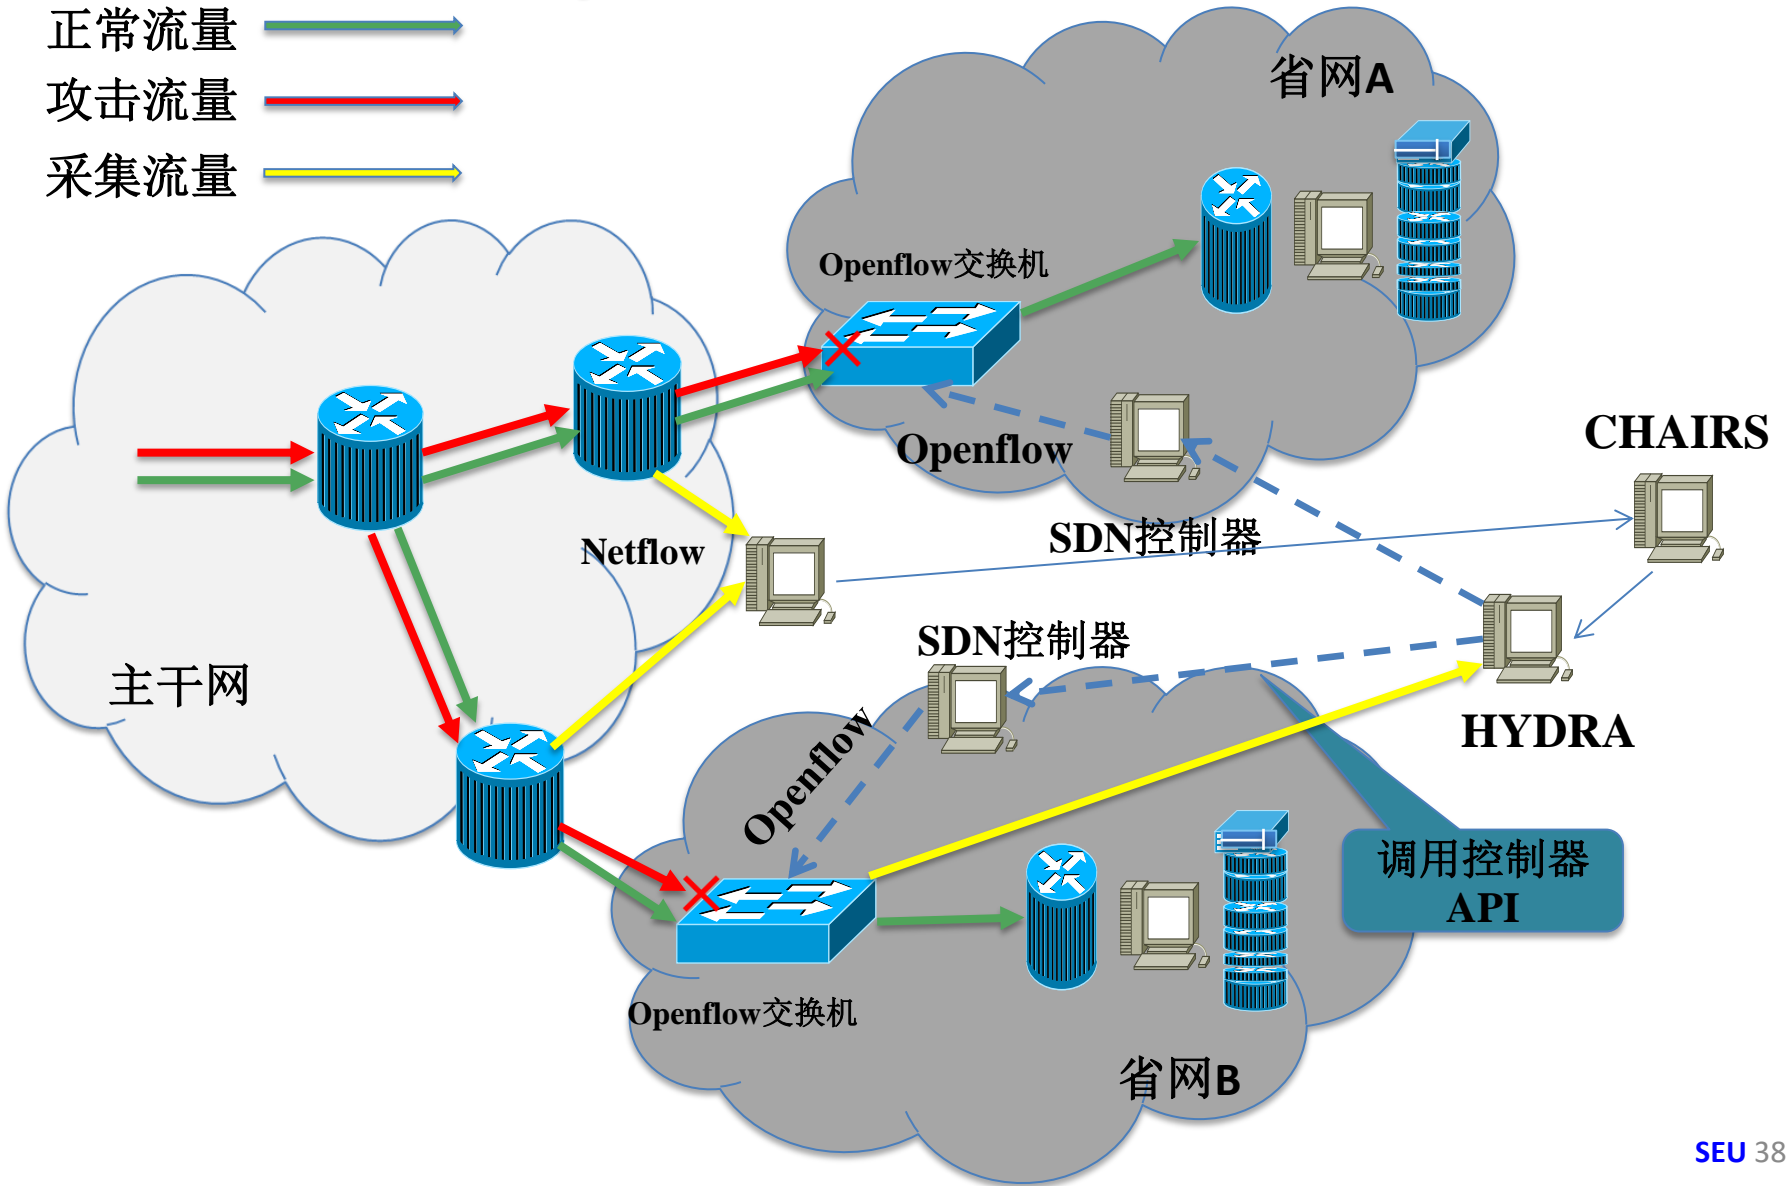 正常流量
攻击流量
采集流量
省网A
Openflow交换机
Openflow
CHAIRS
SDN控制器
Netflow
SDN控制器
主干网
HYDRA
Openflow
调用控制器
API
Openflow交换机
省网B
SEU 38